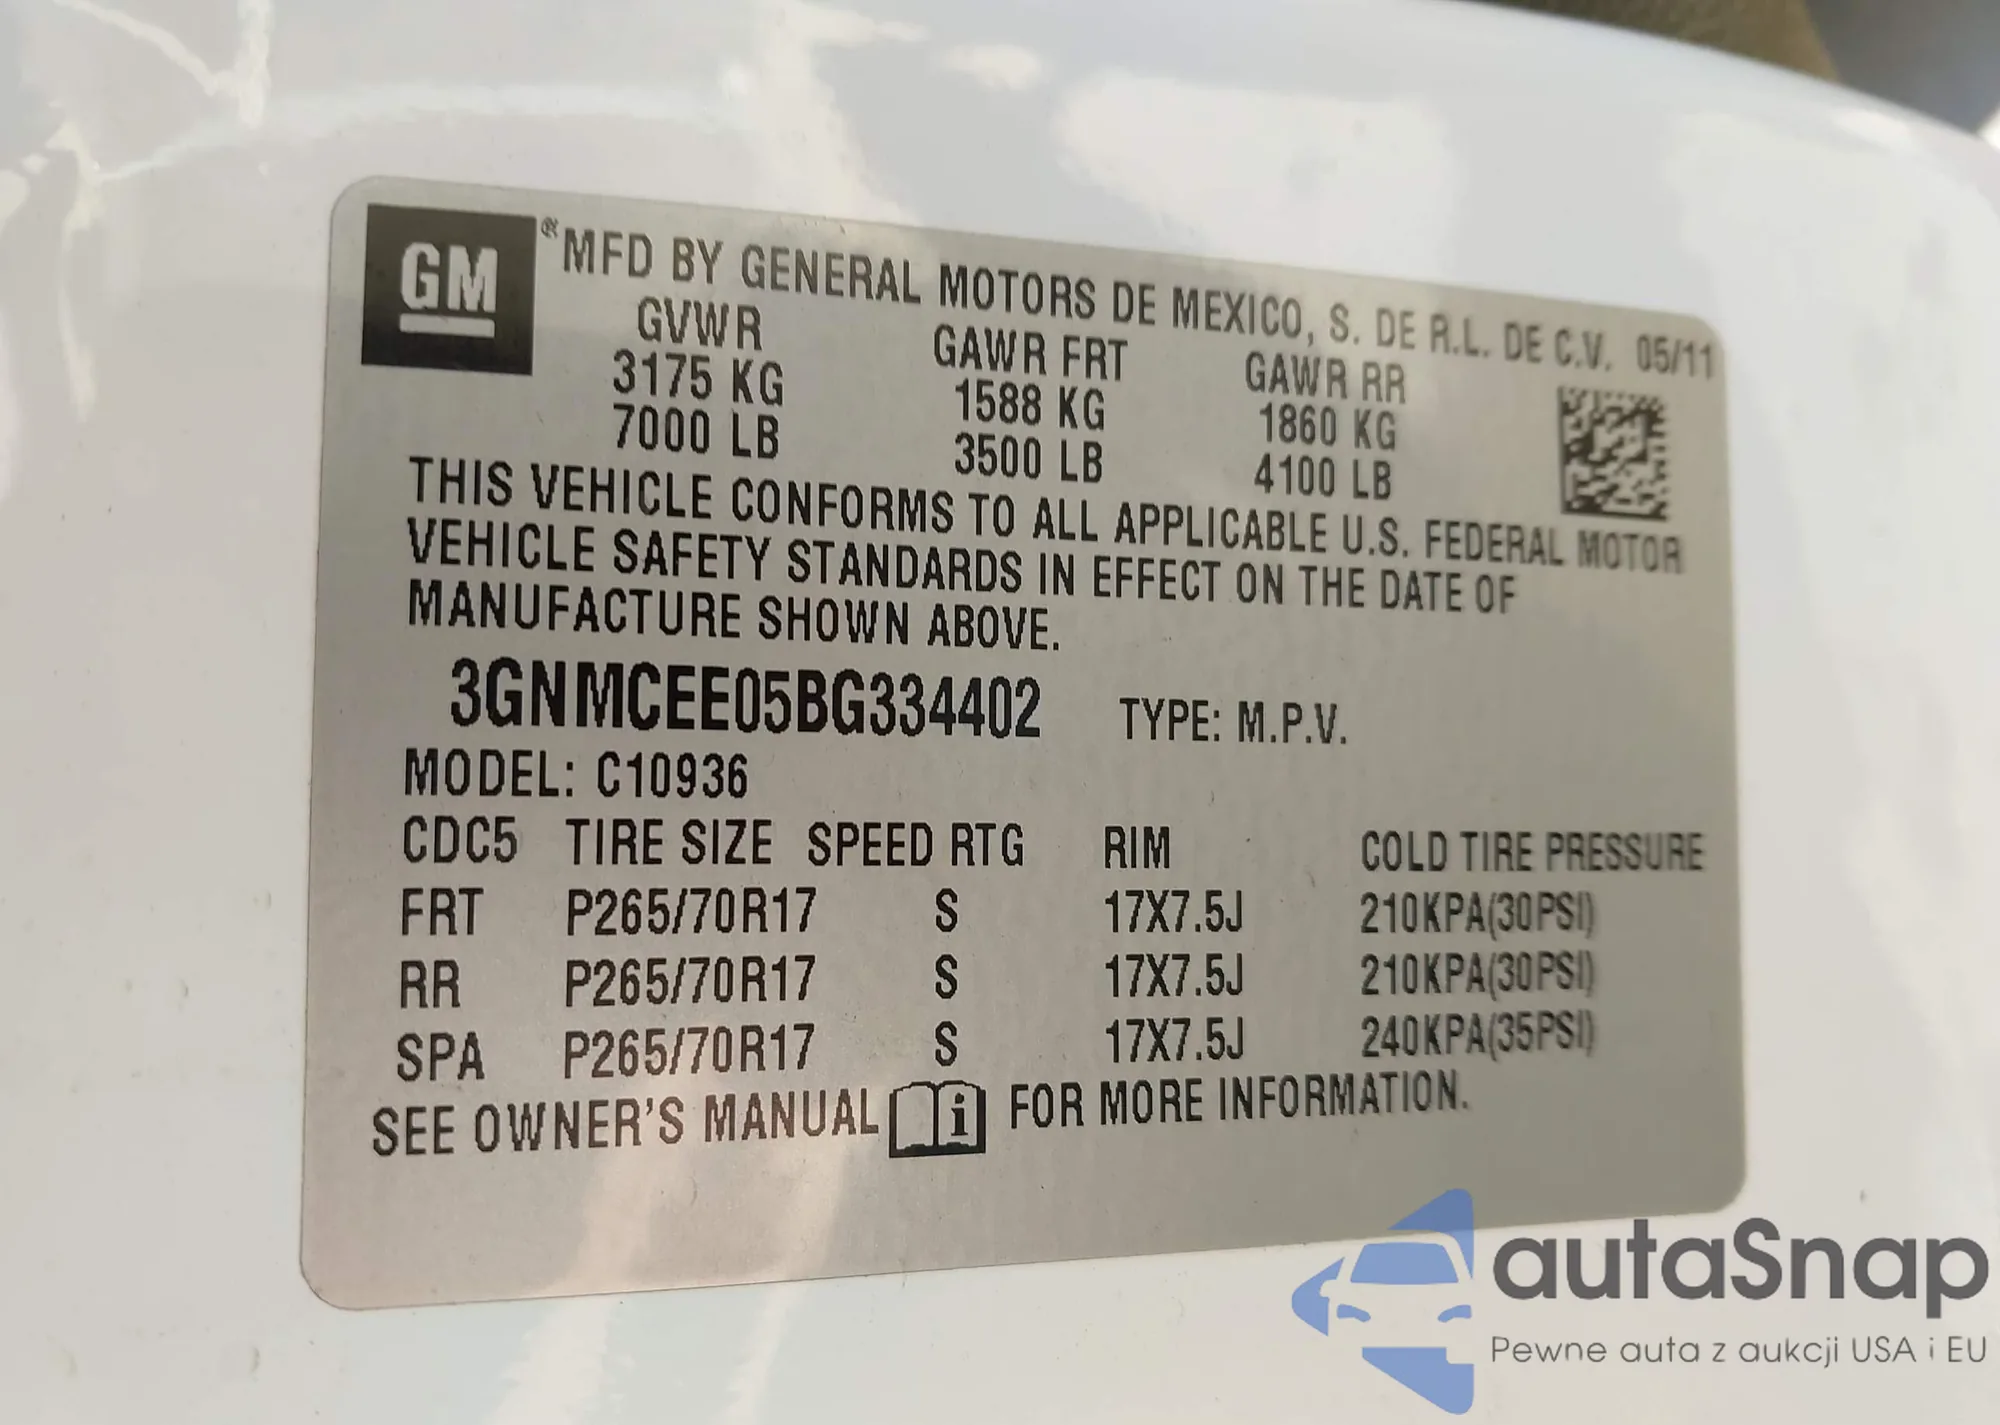 GM ® MFD BY GENERAL MOTORS DE MEXICO, S. DE R.L. DE C.V. 05/11
GVWR GAWR FRT GAWR RR
3175 KG 1588 KG 1860 KG
7000 LB 3500 LB 4100 LB
THIS VEHICLE CONFORMS TO ALL APPLICABLE U.S. FEDERAL MOTOR
VEHICLE SAFETY STANDARDS IN EFFECT ON THE DATE OF
MANUFACTURE SHOWN ABOVE.
3GNMCEE05BG334402 TYPE: M.P.V.
MODEL: C10936
CDC5 TIRE SIZE SPEED RTG RIM COLD TIRE PRESSURE
FRT P265/70R17 S 17X7.5J 210KPA(30PSI)
RR P265/70R17 S 17X7.5J 210KPA(30PSI)
SPA P265/70R17 S 17X7.5J 240KPA(35PSI)
SEE OWNER'S MANUAL i FOR MORE INFORMATION.
autaSnap
Pewne auta z aukcji USA i EU